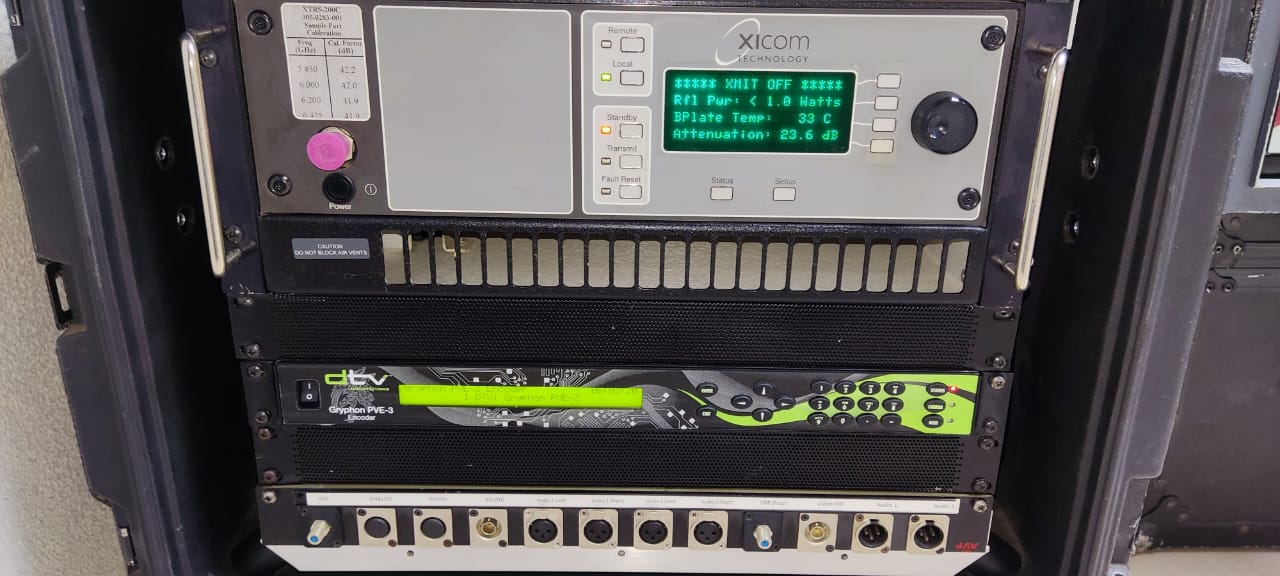 XTRS-200C
305-0283-001
Sample Port
Calibration
Freq (GHz) Cal. Factor (dB)
5.850 42.2
6.000 42.0
6.200 41.9
6.425 41.9
Power
Remote
Local
Standby
Transmit
Fault Reset
xicom
TECHNOLOGY
***** XMIT OFF *****
Rfl Pwr: < 1.0 Watts
BPlate Temp: 33 C
Attenuation: 23.6 dB
Status
Setup
CAUTION
DO NOT BLOCK AIR VENTS
dtv
INNOVATIONS
Gryphon PVE-3
Encoder
1 DTVi Gryphon PVE-3
ANALOG
Audio 1 (Left)
Audio 1 (Right)
Audio 2 (Left)
Audio 2 (Right)
Audio 1
Audio 2
AVP